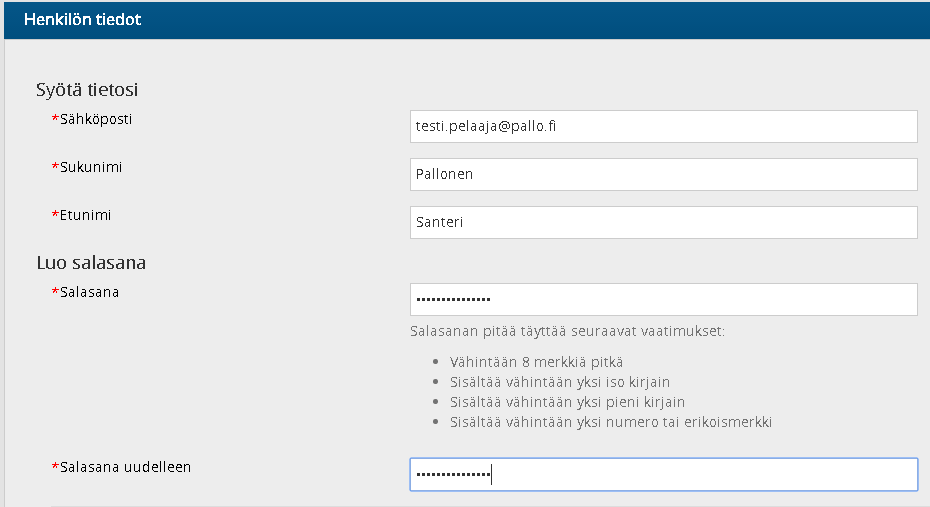 Henkilön tiedot
Syötä tietosi
*Sähköposti
testi.pelaaja@pallo.fi
*Sukunimi
Pallonen
*Etunimi
Santeri
Luo salasana
*Salasana
•••••••••••••••
Salasanan pitää täyttää seuraavat vaatimukset:
• Vähintään 8 merkkiä pitkä
• Sisältää vähintään yksi iso kirjain
• Sisältää vähintään yksi pieni kirjain
• Sisältää vähintään yksi numero tai erikoismerkki
*Salasana uudelleen
•••••••••••••••